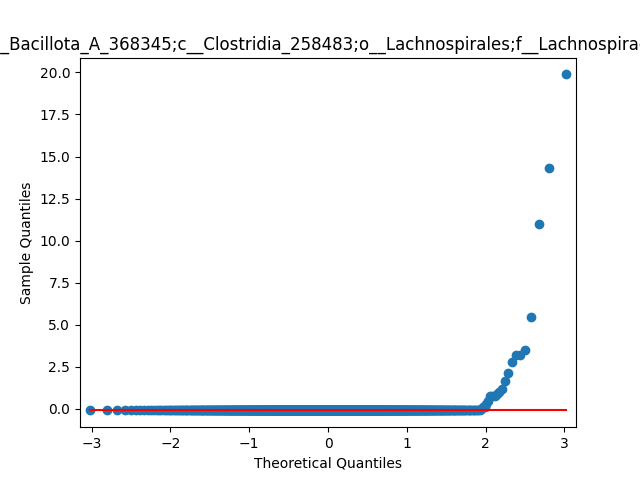 _Bacillota_A_368345;c__Clostridia_258483;o__Lachnospirales;f__Lachnospira
20.0
17.5
15.0
12.5
10.0
7.5
5.0
2.5
0.0
Sample Quantiles
−3 −2 −1 0 1 2 3
Theoretical Quantiles